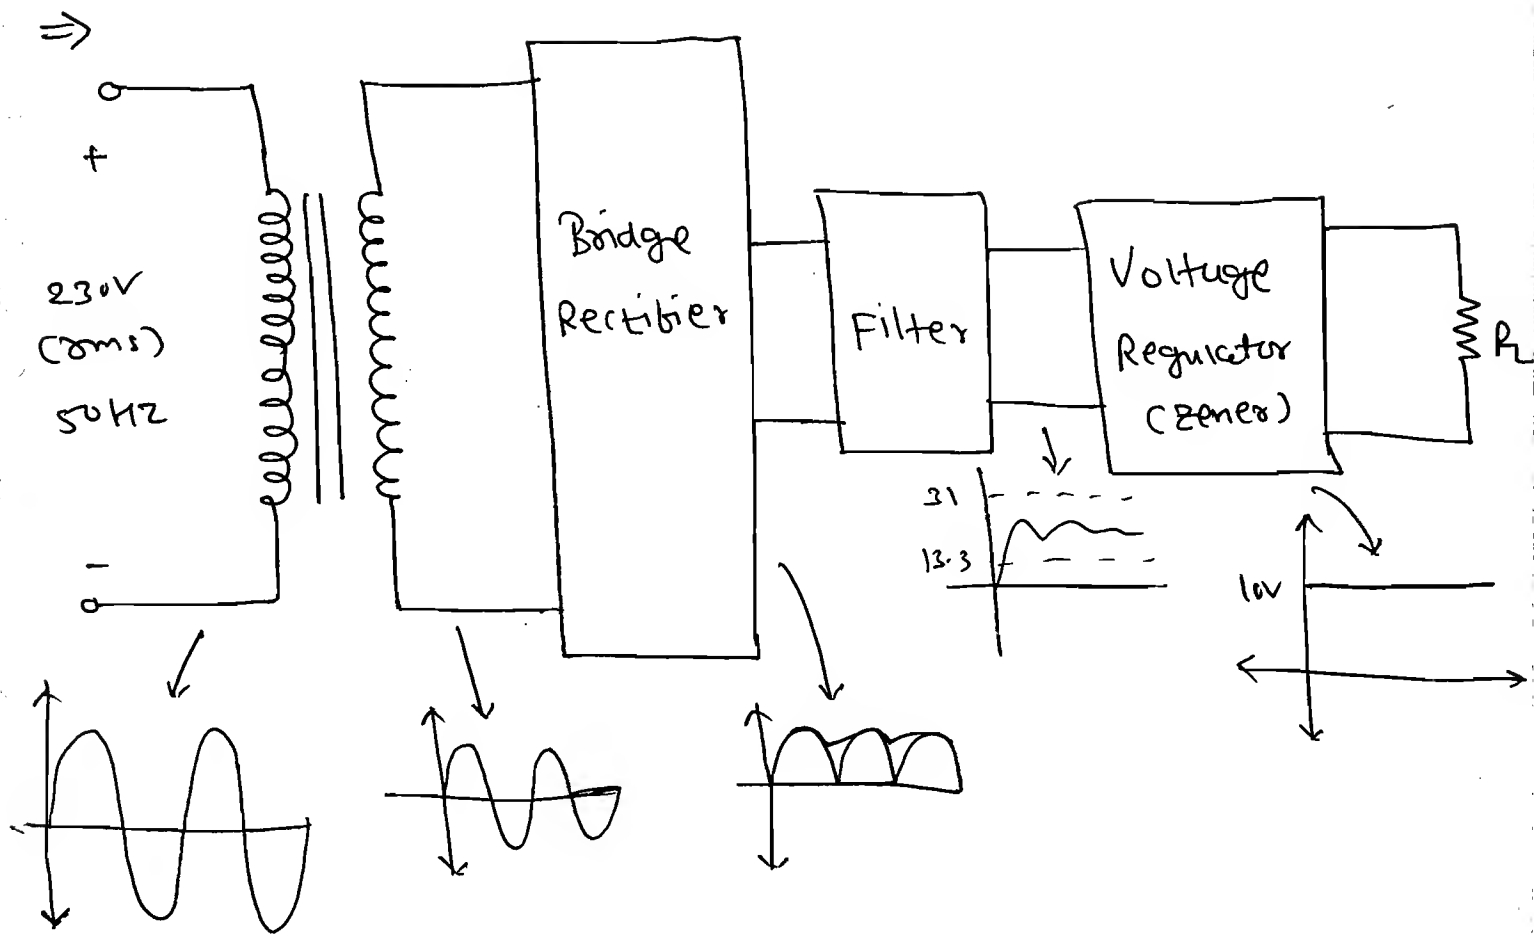 ⇒
+
230V
(rms)
50HZ
–
Bridge
Rectifier
Filter
Voltage
Regulator
(Zener)
RL
31
13.3
10V